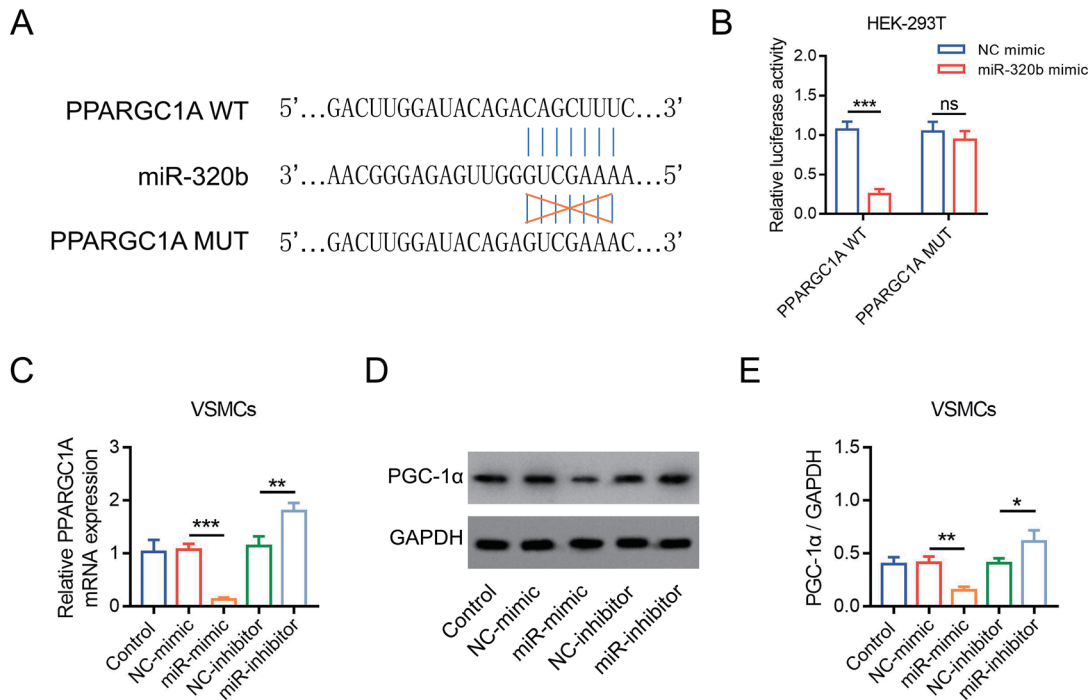 A
PPARGC1A WT 5’...GACUUGGAUACAGACAGCUUUC...3’
miR-320b 3’...AACGGGAGAGUUGGGUCGAAAA...5’
PPARGC1A MUT 5’...GACUUGGAUACAGAGUCGAAAC...3’
B
HEK-293T
NC mimic
miR-320b mimic
Relative luciferase activity
2.0
1.5
1.0
0.5
0.0
***
ns
PPARGC1A WT
PPARGC1A MUT
C
VSMCs
Relative PPARGC1A
mRNA expression
3
2
1
0
***
**
Control
NC-mimic
miR-mimic
NC-inhibitor
miR-inhibitor
D
PGC-1α
GAPDH
Control
NC-mimic
miR-mimic
NC-inhibitor
miR-inhibitor
E
VSMCs
PGC-1α / GAPDH
1.5
1.0
0.5
0.0
**
*
Control
NC-mimic
miR-mimic
NC-inhibitor
miR-inhibitor